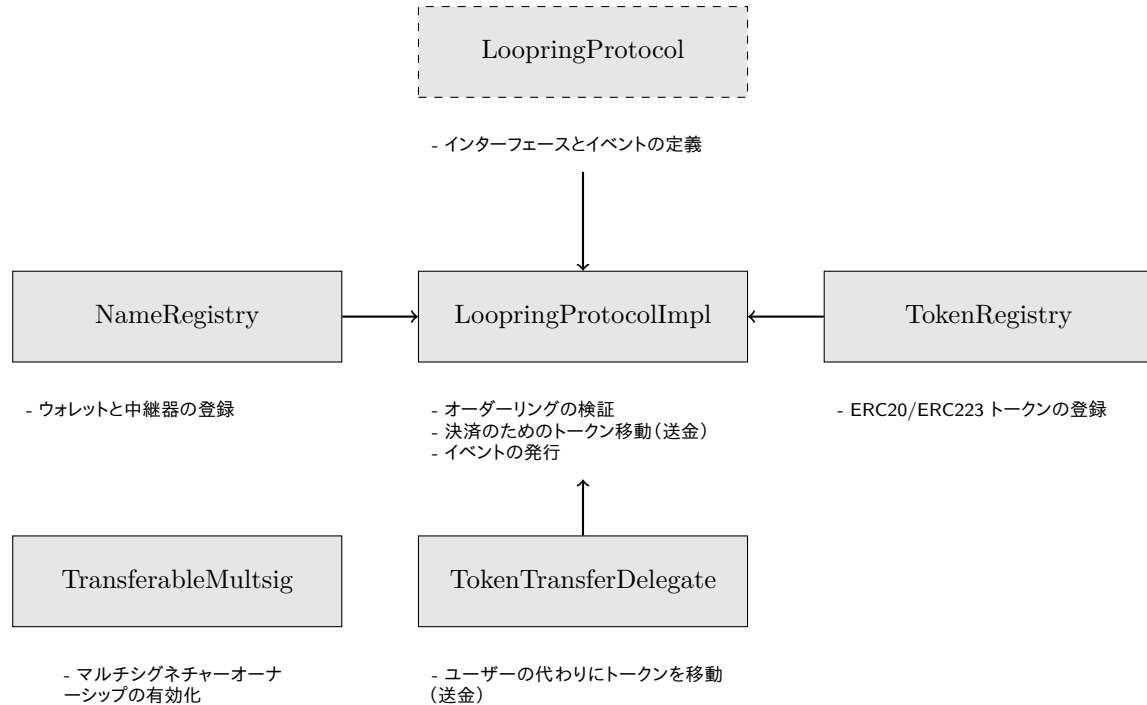 LoopringProtocol
- インターフェースとイベントの定義
NameRegistry
LoopringProtocolImpl
TokenRegistry
- ウォレットと中継器の登録
- オーダーリングの検証
- 決済のためのトークン移動（送金）
- イベントの発行
- ERC20/ERC223 トークンの登録
TransferableMultsig
TokenTransferDelegate
- マルチシグネチャーオーナ
ーシップの有効化
- ユーザーの代わりにトークンを移動
（送金）